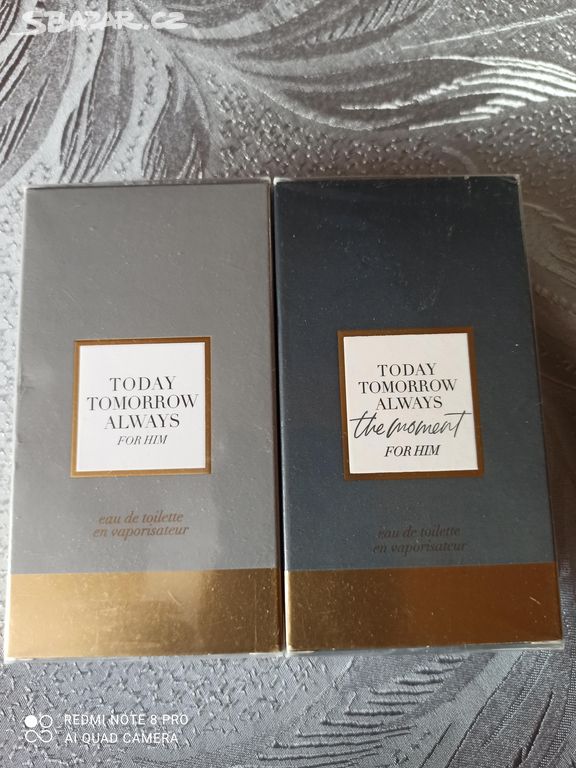 SBAZAR.CZ
TODAY
TOMORROW
ALWAYS
FOR HIM
eau de toilette
en vaporisateur
TODAY
TOMORROW
ALWAYS
the moment
FOR HIM
eau de toilette
en vaporisateur
REDMI NOTE 8 PRO
AI QUAD CAMERA